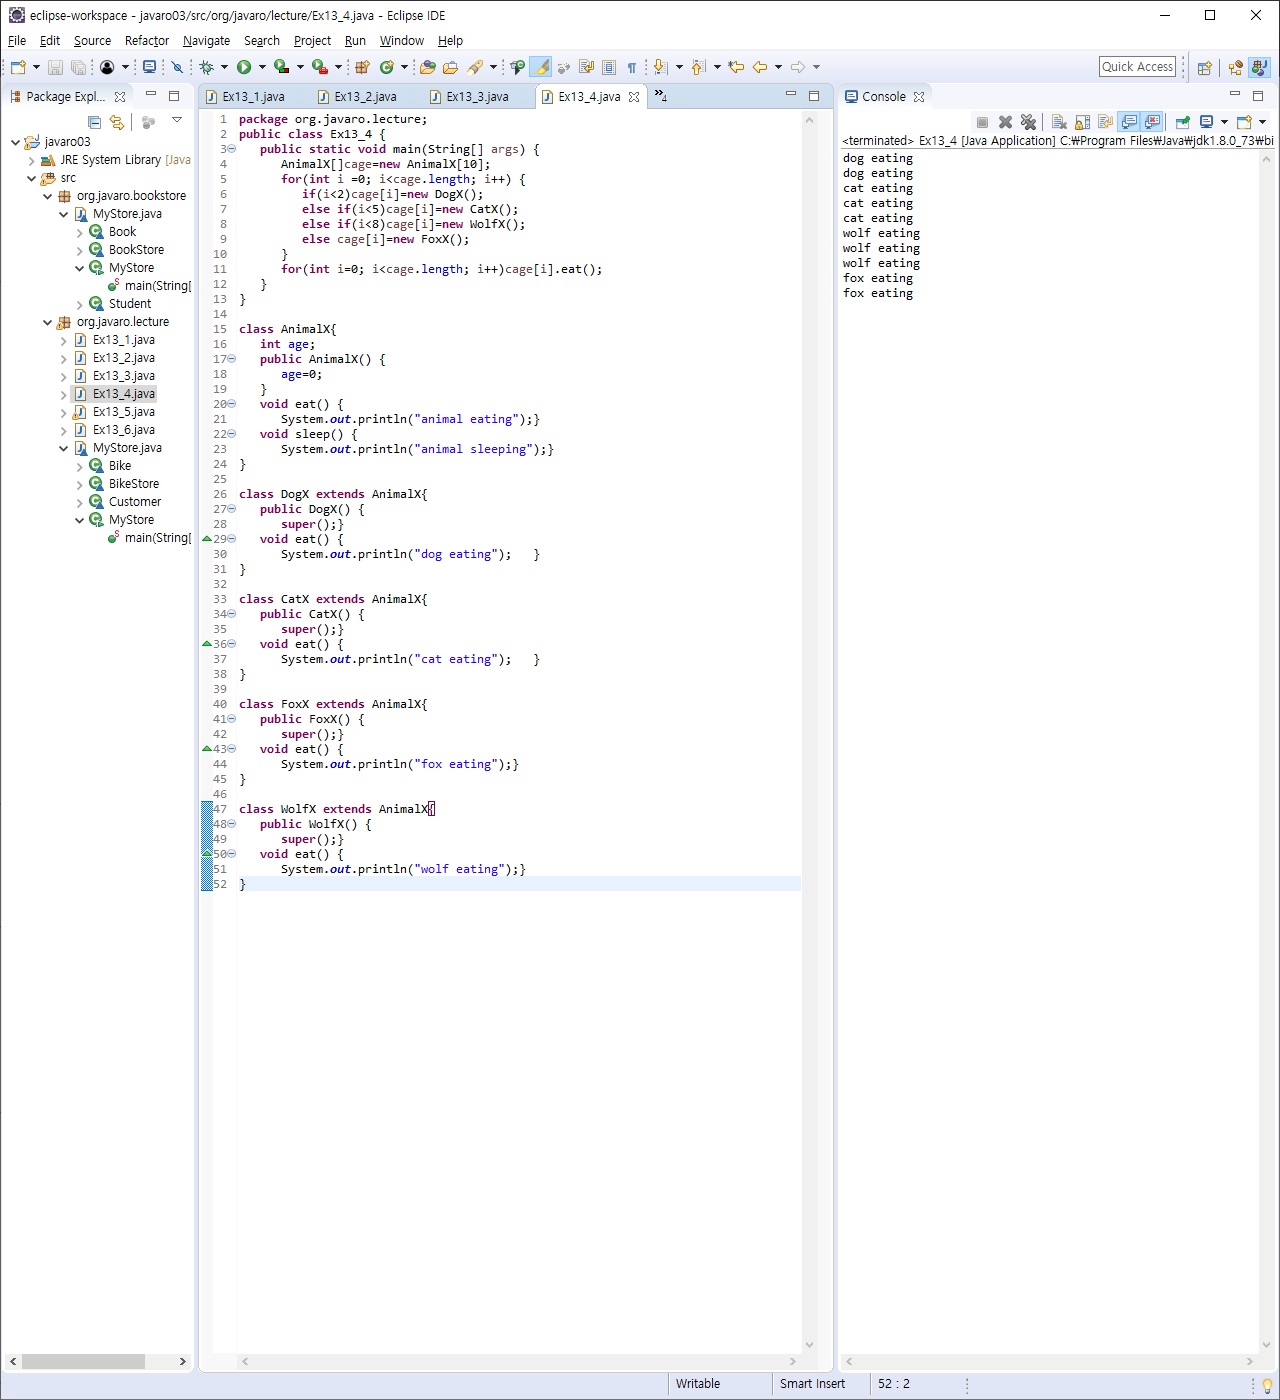 eclipse-workspace - javaro03/src/org/javaro/lecture/Ex13_4.java - Eclipse IDE
File Edit Source Refactor Navigate Search Project Run Window Help
Quick Access
Package Expl...
javaro03
JRE System Library [Java
src
org.javaro.bookstore
MyStore.java
Book
BookStore
MyStore
main(String[
Student
org.javaro.lecture
Ex13_1.java
Ex13_2.java
Ex13_3.java
Ex13_4.java
Ex13_5.java
Ex13_6.java
MyStore.java
Bike
BikeStore
Customer
MyStore
main(String[
Ex13_1.java Ex13_2.java Ex13_3.java Ex13_4.java »4
1 package org.javaro.lecture;
2 public class Ex13_4 {
3 public static void main(String[] args) {
4 AnimalX[]cage=new AnimalX[10];
5 for(int i =0; i<cage.length; i++) {
6 if(i<2)cage[i]=new DogX();
7 else if(i<5)cage[i]=new CatX();
8 else if(i<8)cage[i]=new WolfX();
9 else cage[i]=new FoxX();
10 }
11 for(int i=0; i<cage.length; i++)cage[i].eat();
12 }
13 }
14
15 class AnimalX{
16 int age;
17 public AnimalX() {
18 age=0;
19 }
20 void eat() {
21 System.out.println("animal eating");}
22 void sleep() {
23 System.out.println("animal sleeping");}
24 }
25
26 class DogX extends AnimalX{
27 public DogX() {
28 super();}
29 void eat() {
30 System.out.println("dog eating"); }
31 }
32
33 class CatX extends AnimalX{
34 public CatX() {
35 super();}
36 void eat() {
37 System.out.println("cat eating"); }
38 }
39
40 class FoxX extends AnimalX{
41 public FoxX() {
42 super();}
43 void eat() {
44 System.out.println("fox eating");}
45 }
46
47 class WolfX extends AnimalX{
48 public WolfX() {
49 super();}
50 void eat() {
51 System.out.println("wolf eating");}
52 }
Console
<terminated> Ex13_4 [Java Application] C:₩Program Files₩Java₩jdk1.8.0_73₩bi
dog eating
dog eating
cat eating
cat eating
cat eating
wolf eating
wolf eating
wolf eating
fox eating
fox eating
Writable Smart Insert 52 : 2